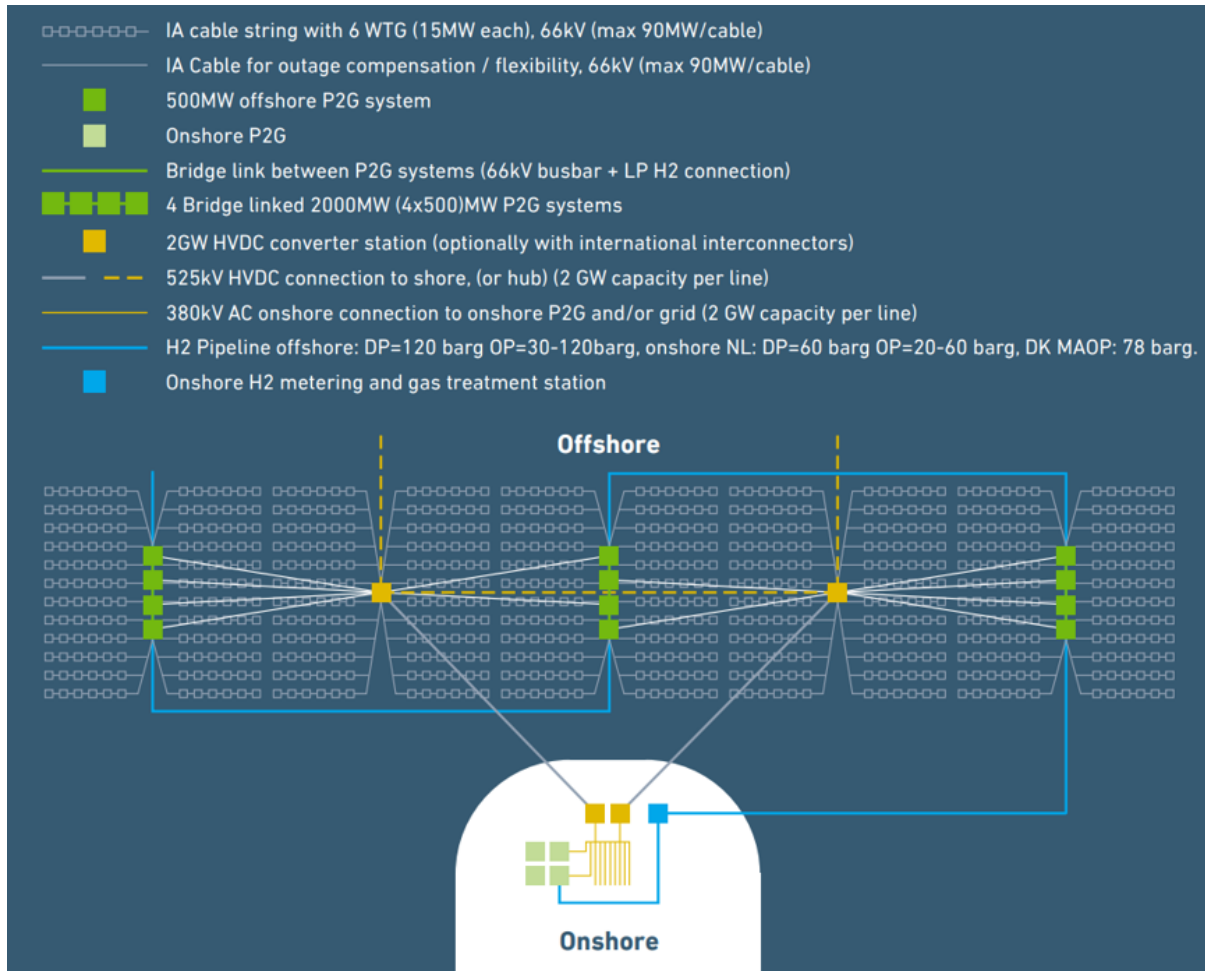 IA cable string with 6 WTG (15MW each), 66kV (max 90MW/cable)
IA Cable for outage compensation / flexibility, 66kV (max 90MW/cable)
500MW offshore P2G system
Onshore P2G
Bridge link between P2G systems (66kV busbar + LP H2 connection)
4 Bridge linked 2000MW (4x500)MW P2G systems
2GW HVDC converter station (optionally with international interconnectors)
525kV HVDC connection to shore, (or hub) (2 GW capacity per line)
380kV AC onshore connection to onshore P2G and/or grid (2 GW capacity per line)
H2 Pipeline offshore: DP=120 barg OP=30-120barg, onshore NL: DP=60 barg OP=20-60 barg, DK MAOP: 78 barg.
Onshore H2 metering and gas treatment station
Offshore
Onshore